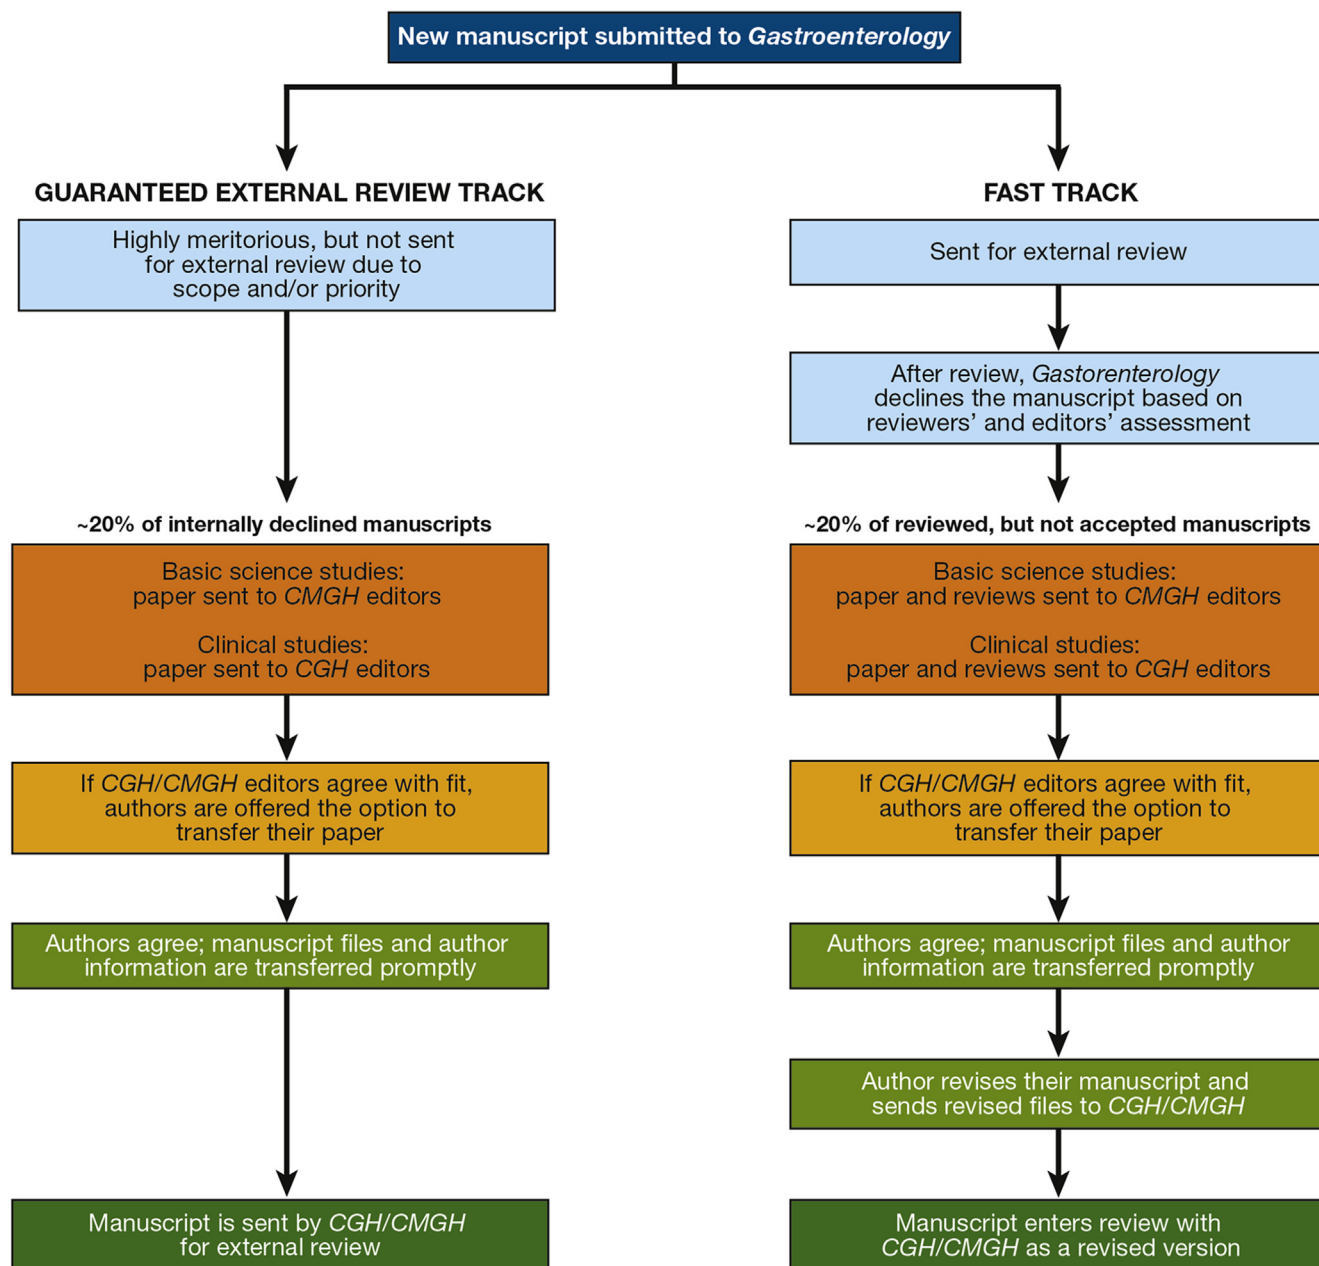 New manuscript submitted to Gastroenterology
GUARANTEED EXTERNAL REVIEW TRACK
Highly meritorious, but not sent
for external review due to
scope and/or priority
~20% of internally declined manuscripts
Basic science studies:
paper sent to CMGH editors
Clinical studies:
paper sent to CGH editors
If CGH/CMGH editors agree with fit,
authors are offered the option to
transfer their paper
Authors agree; manuscript files and author
information are transferred promptly
Manuscript is sent by CGH/CMGH
for external review
FAST TRACK
Sent for external review
After review, Gastorenterology
declines the manuscript based on
reviewers’ and editors’ assessment
~20% of reviewed, but not accepted manuscripts
Basic science studies:
paper and reviews sent to CMGH editors
Clinical studies:
paper and reviews sent to CGH editors
If CGH/CMGH editors agree with fit,
authors are offered the option to
transfer their paper
Authors agree; manuscript files and author
information are transferred promptly
Author revises their manuscript and
sends revised files to CGH/CMGH
Manuscript enters review with
CGH/CMGH as a revised version